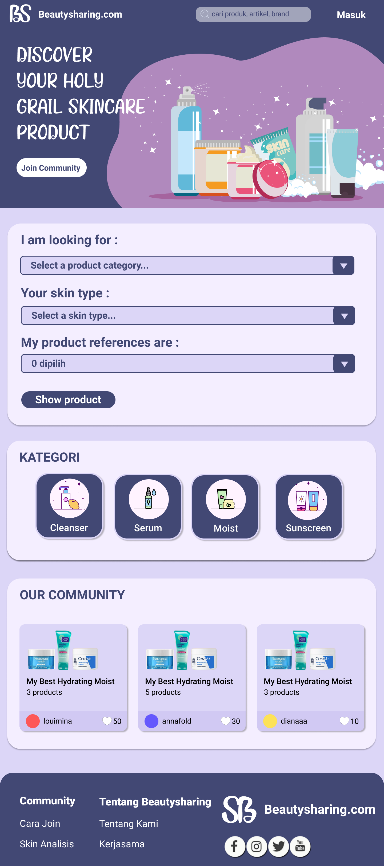 BS Beautysharing.com
cari produk, artikel, brand
Masuk
DISCOVER
YOUR HOLY
GRAIL SKINCARE
PRODUCT
Join Community
skin
care
I am looking for :
Select a product category...
Your skin type :
Select a skin type...
My product references are :
0 dipilih
Show product
KATEGORI
Cleanser
Serum
Moist
Sunscreen
OUR COMMUNITY
My Best Hydrating Moist
3 products
louimina
50
My Best Hydrating Moist
5 products
annafold
30
My Best Hydrating Moist
3 products
dianaaa
10
Community
Cara Join
Skin Analisis
Tentang Beautysharing
Tentang Kami
Kerjasama
SB Beautysharing.com
You